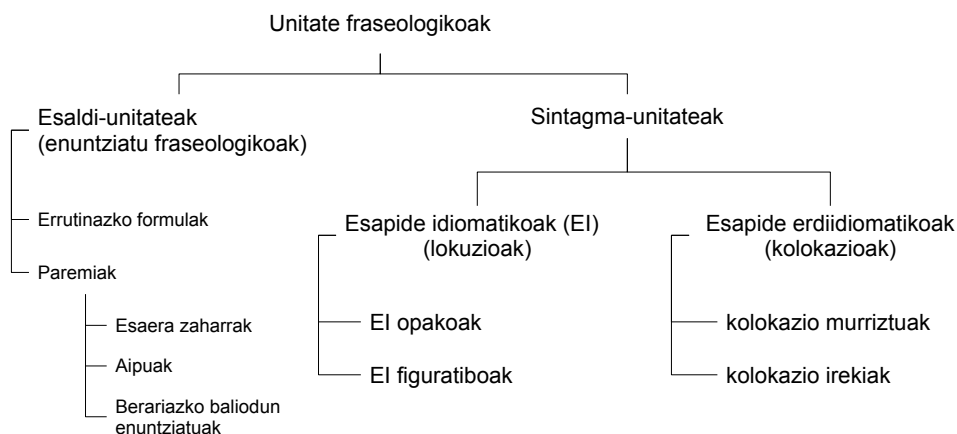 Unitate fraseologikoak
Esaldi-unitateak
(enuntziatu fraseologikoak)
Sintagma-unitateak
Errutinazko formulak
Paremiak
Esaera zaharrak
Aipuak
Berariazko baliodun
enuntziatuak
Esapide idiomatikoak (EI)
(lokuzioak)
EI opakoak
EI figuratiboak
Esapide erdiidiomatikoak
(kolokazioak)
kolokazio murriztuak
kolokazio irekiak